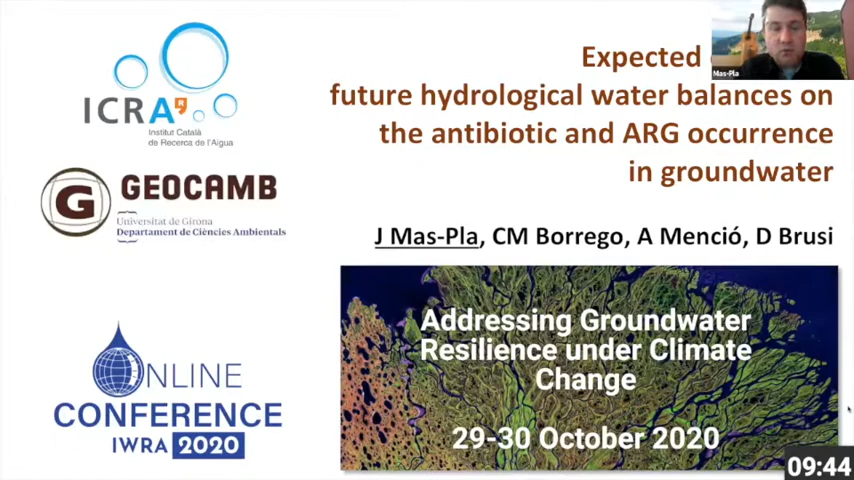 ICRA
Institut Català
de Recerca de l'Aigua
GEOCAMB
Universitat de Girona
Departament de Ciències Ambientals
ONLINE
CONFERENCE
IWRA 2020
Mas-Pla
Expected
future hydrological water balances on
the antibiotic and ARG occurrence
in groundwater
J Mas-Pla, CM Borrego, A Menció, D Brusi
Addressing Groundwater
Resilience under Climate
Change
29-30 October 2020
09:44